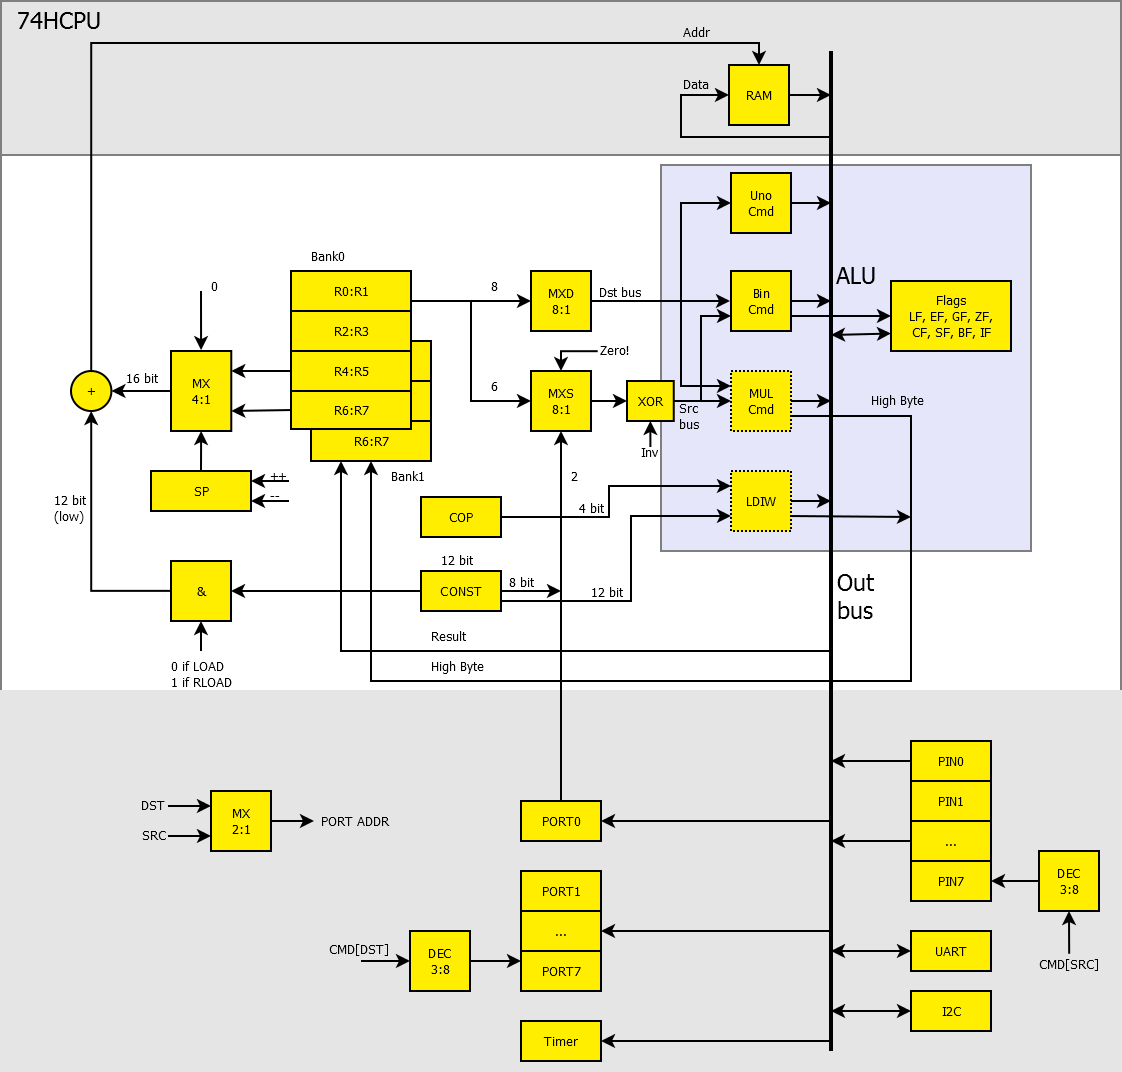 74HCPU
Addr
Data
RAM
Uno
Cmd
Bank0
0
R0:R1
R2:R3
R4:R5
R6:R7
R6:R7
Bank1
8
6
MXD
8:1
Dst bus
Bin
Cmd
ALU
Flags
LF, EF, GF, ZF,
CF, SF, BF, IF
Zero!
MX
4:1
16 bit
+
MXS
8:1
XOR
Src
bus
Inv
MUL
Cmd
High Byte
SP
++
--
12 bit
(low)
2
COP
4 bit
LDIW
12 bit
CONST
8 bit
12 bit
&
Out
bus
0 if LOAD
1 if RLOAD
Result
High Byte
DST
SRC
MX
2:1
PORT ADDR
PORT0
PORT1
...
PORT7
CMD[DST]
DEC
3:8
Timer
PIN0
PIN1
...
PIN7
DEC
3:8
CMD[SRC]
UART
I2C